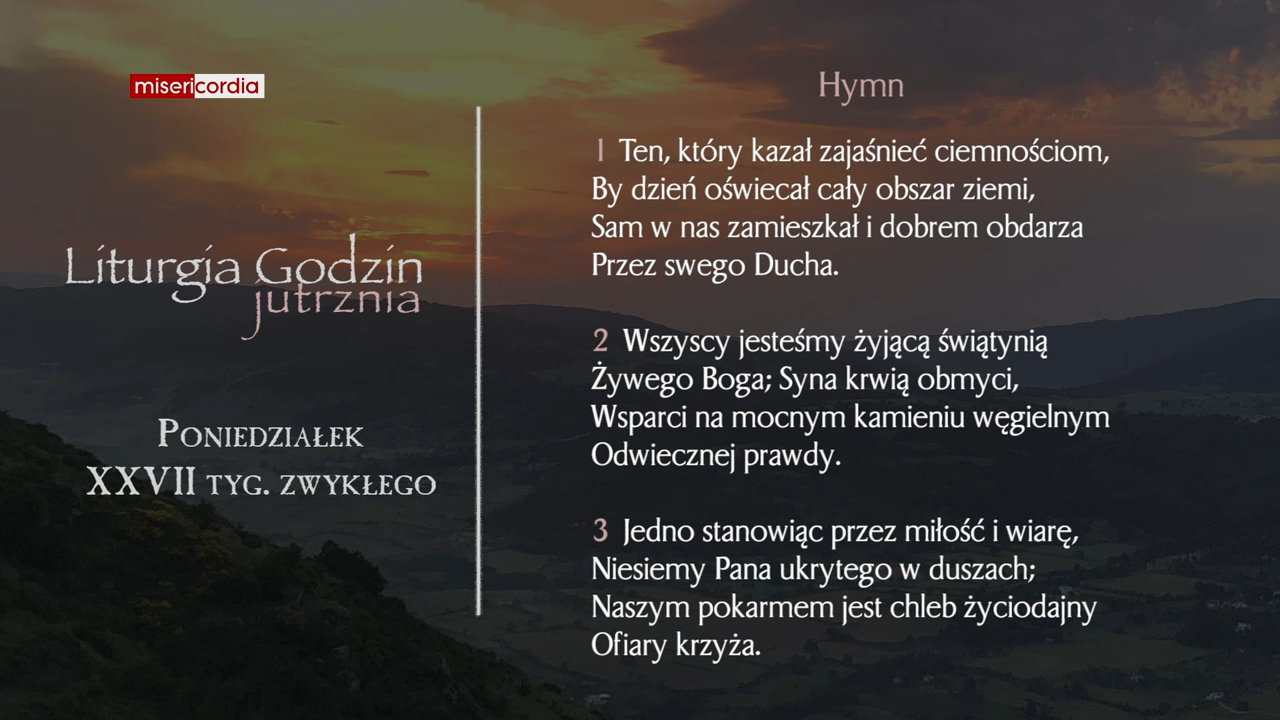 misericordia
Liturgia Godzin
jutrznia
Poniedziałek
XXVII tyg. zwykłego
Hymn
1 Ten, który kazał zajaśnieć ciemnościom,
By dzień oświecał cały obszar ziemi,
Sam w nas zamieszkał i dobrem obdarza
Przez swego Ducha.
2 Wszyscy jesteśmy żyjącą świątynią
Żywego Boga; Syna krwią obmyci,
Wsparci na mocnym kamieniu węgielnym
Odwiecznej prawdy.
3 Jedno stanowiąc przez miłość i wiarę,
Niesiemy Pana ukrytego w duszach;
Naszym pokarmem jest chleb życiodajny
Ofiary krzyża.